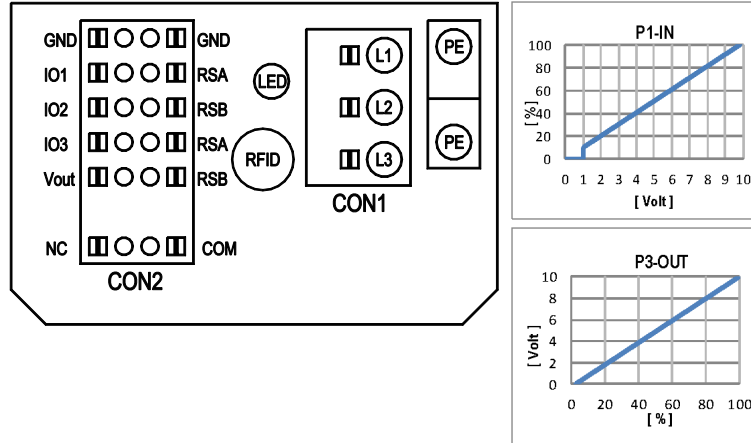 GND GND
IO1 RSA
IO2 RSB
IO3 RSA
Vout RSB
NC COM
CON2
LED
RFID
L1
L2
L3
CON1
PE
PE
P1-IN
[ % ]
100
80
60
40
20
0
0 1 2 3 4 5 6 7 8 9 10
[ Volt ]
P3-OUT
[ Volt ]
10
8
6
4
2
0
0 20 40 60 80 100
[ % ]